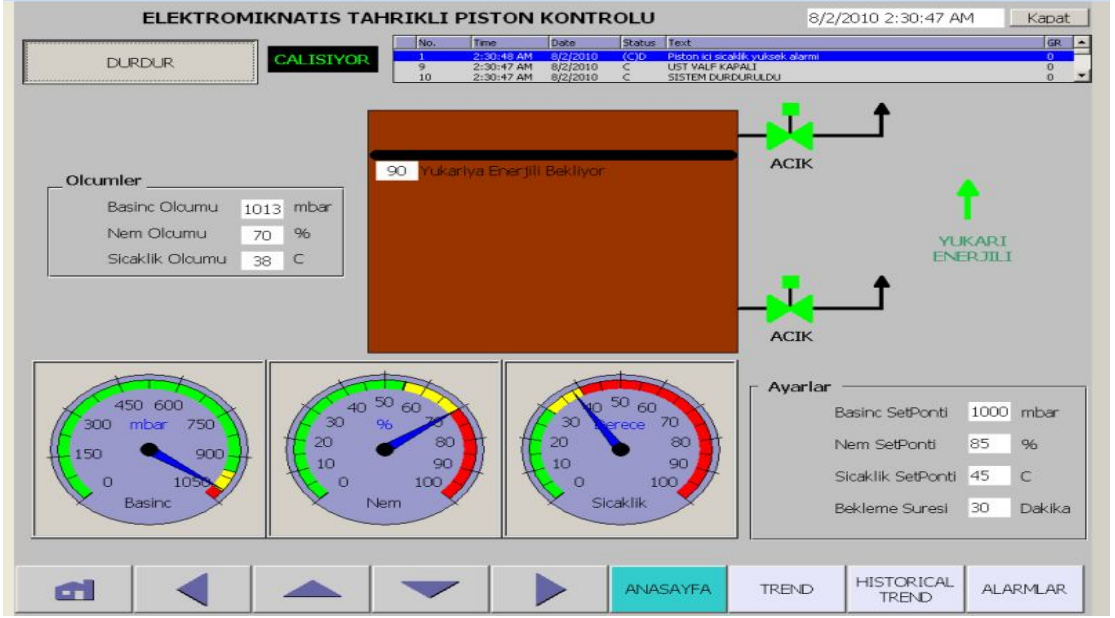 ELEKTROMIKNATIS TAHRIKLI PISTON KONTROLU
8/2/2010 2:30:47 AM
Kapat
DURDUR
CALISIYOR
No. Time Date Status Text GR
1 2:30:48 AM 8/2/2010 (C)D Piston ici sicaklik yuksek alarmi 0
9 2:30:47 AM 8/2/2010 C UST VALF KAPALI 0
10 2:30:47 AM 8/2/2010 C SISTEM DURDURULDU 0
ACIK
90 Yukariya Enerjili Bekliyor
Olcumler
Basinc Olcumu 1013 mbar
Nem Olcumu 70 %
Sicaklik Olcumu 38 C
YUKARI
ENERJILI
ACIK
0 150 300 450 600 750 900 1050
mbar
Basinc
0 10 20 30 40 50 60 70 80 90 100
%
Nem
0 10 20 30 40 50 60 70 80 90 100
Derece
Sicaklik
Ayarlar
Basinc SetPonti 1000 mbar
Nem SetPonti 85 %
Sicaklik SetPonti 45 C
Bekleme Suresi 30 Dakika
ANASAYFA
TREND
HISTORICAL
TREND
ALARMLAR